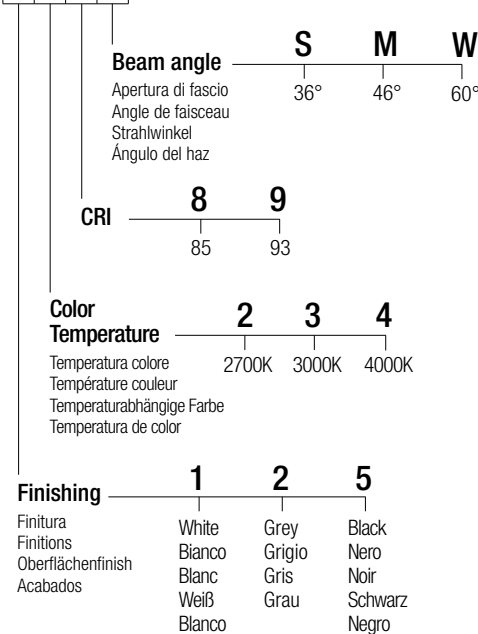 Beam angle
Apertura di fascio
Angle de faisceau
Strahlwinkel
Ángulo del haz
S M W
36° 46° 60°
CRI
8 9
85 93
Color
Temperature
Temperatura colore
Température couleur
Temperaturabhängige Farbe
Temperatura de color
2 3 4
2700K 3000K 4000K
Finishing
Finitura
Finitions
Oberflächenfinish
Acabados
1 2 5
White Grey Black
Bianco Grigio Nero
Blanc Gris Noir
Weiß Grau Schwarz
Blanco Negro